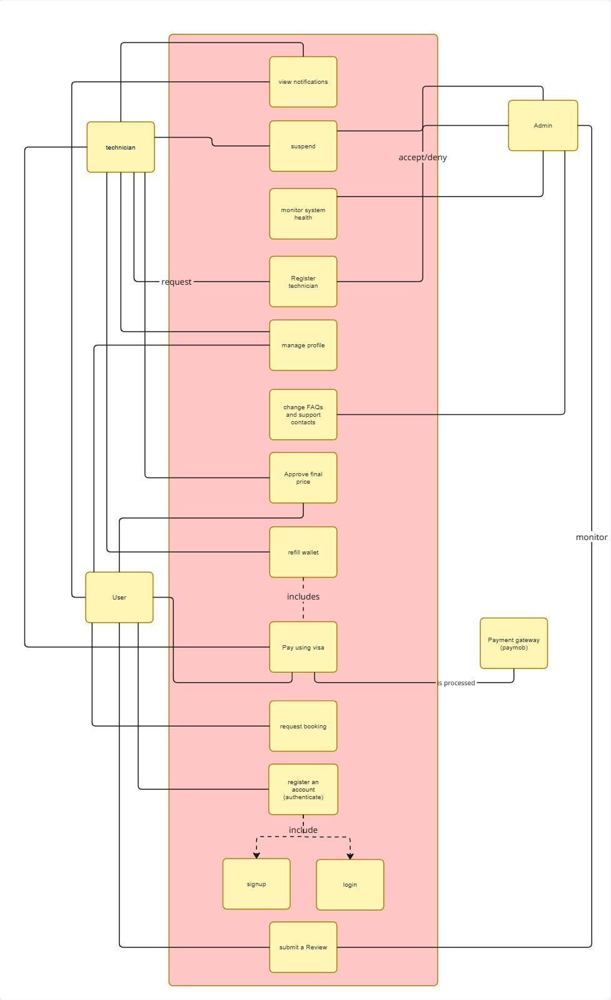 view notifications
technician
suspend
Admin
accept/deny
monitor system
health
request
Register
technician
manage profile
change FAQs
and support
contacts
Approve final
price
monitor
refill wallet
includes
User
Pay using visa
Payment gateway
(paymob)
is processed
request booking
register an
account
(authenticate)
include
signup
login
submit a Review